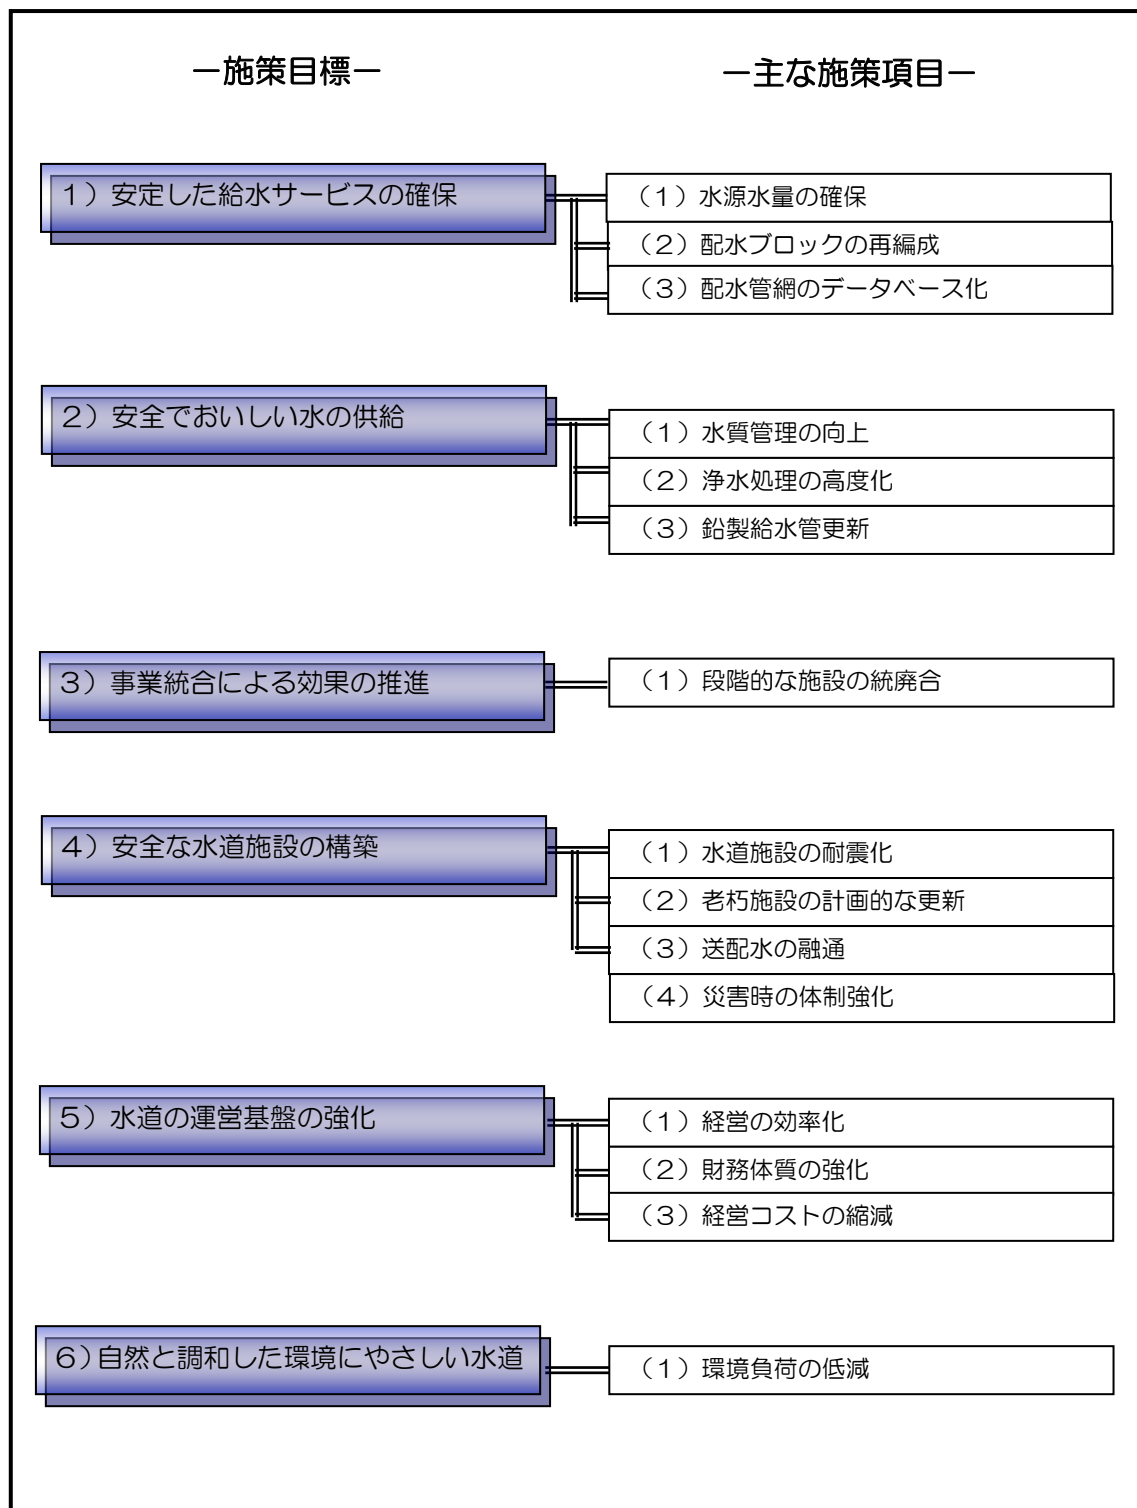 －施策目標－
－主な施策項目－
１）安定した給水サービスの確保
（１）水源水量の確保
（２）配水ブロックの再編成
（３）配水管網のデータベース化
２）安全でおいしい水の供給
（１）水質管理の向上
（２）浄水処理の高度化
（３）鉛製給水管更新
３）事業統合による効果の推進
（１）段階的な施設の統廃合
４）安全な水道施設の構築
（１）水道施設の耐震化
（２）老朽施設の計画的な更新
（３）送配水の融通
（４）災害時の体制強化
５）水道の運営基盤の強化
（１）経営の効率化
（２）財務体質の強化
（３）経営コストの縮減
６）自然と調和した環境にやさしい水道
（１）環境負荷の低減